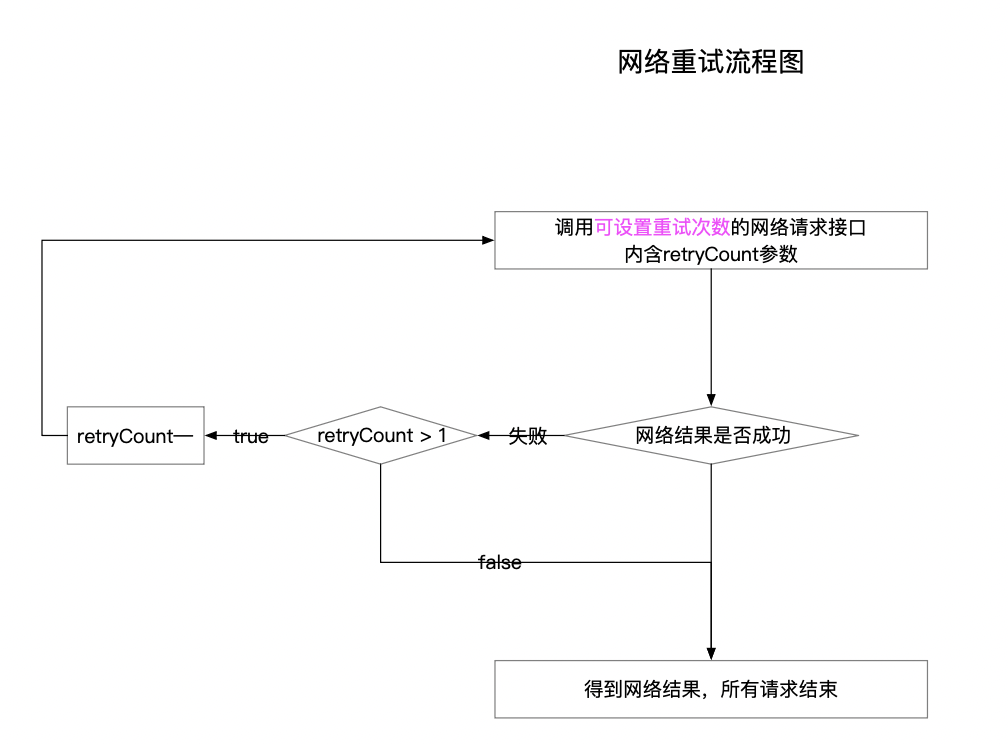 网络重试流程图
调用可设置重试次数的网络请求接口
内含retryCount参数
retryCount—
true
retryCount > 1
失败
网络结果是否成功
false
得到网络结果，所有请求结束